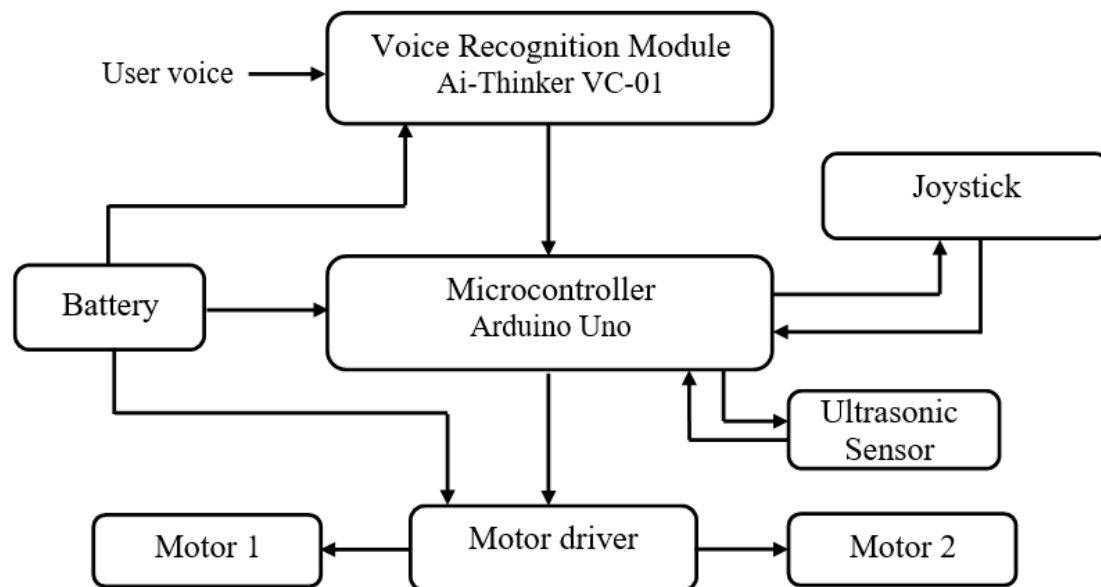 Voice Recognition Module
Ai-Thinker VC-01
User voice
Joystick
Battery
Microcontroller
Arduino Uno
Ultrasonic
Sensor
Motor 1
Motor driver
Motor 2